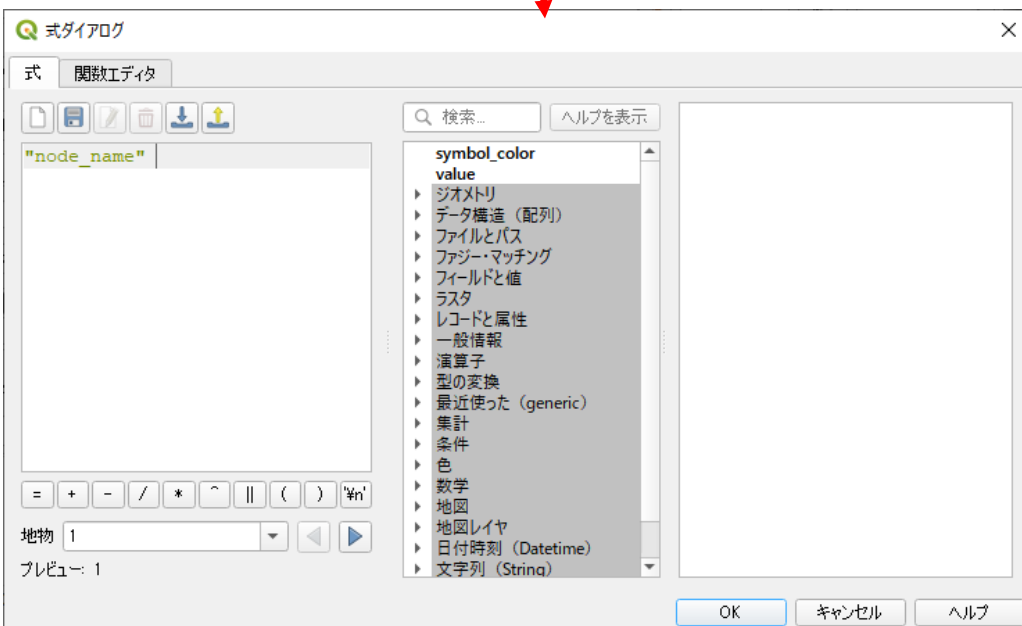 式ダイアログ
式 関数エディタ
検索... ヘルプを表示
"node_name"
symbol_color
value
ジオメトリ
データ構造（配列）
ファイルとパス
ファジー・マッチング
フィールドと値
ラスタ
レコードと属性
一般情報
演算子
型の変換
最近使った（generic）
集計
条件
色
数学
地図
地図レイヤ
日付時刻（Datetime）
文字列（String）
= + - / * ^ || ( ) '¥n'
地物 1
プレビュー: 1
OK キャンセル ヘルプ